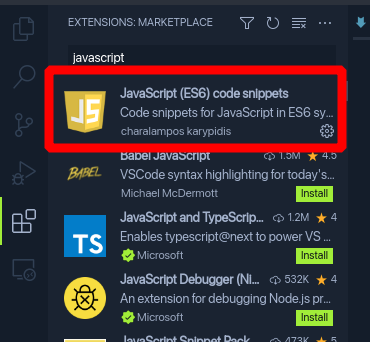 EXTENSIONS: MARKETPLACE
javascript
JS
JavaScript (ES6) code snippets
Code snippets for JavaScript in ES6 sy...
charalampos karypidis
BABEL
Babel JavaScript 1.5M 4.5
VSCode syntax highlighting for today's...
Michael McDermott Install
TS
JavaScript and TypeScrip... 1.2M 4
Enables typescript@next to power VS ...
Microsoft Install
JavaScript Debugger (Ni... 532K 4
An extension for debugging Node.js pr...
Microsoft Install
JavaScript Snippet Pack 473K 5